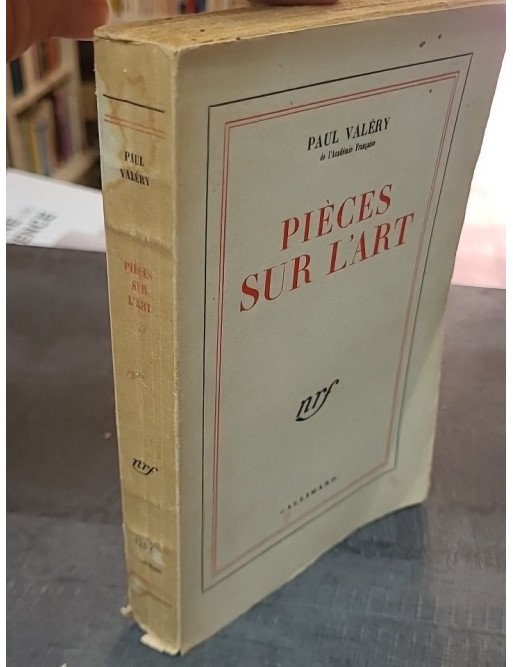 PAUL
VALÉRY
PIÈCES
SUR
L'ART
nrf
PAUL VALÉRY
de l'Académie Française
PIÈCES
SUR L'ART
nrf
GALLIMARD